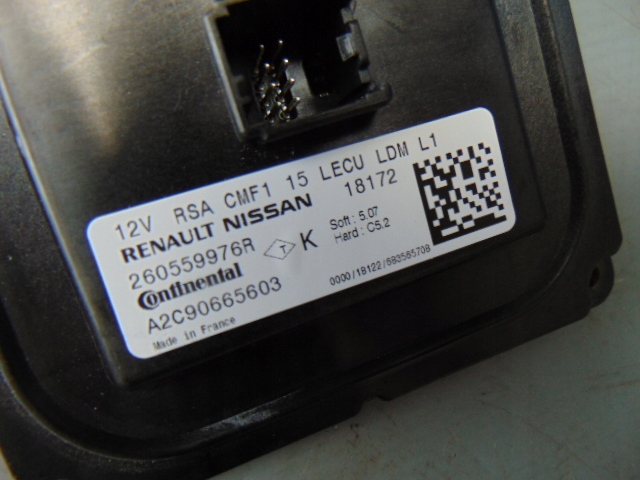 12V RSA CMF1 15 LECU LDM L1
RENAULT NISSAN 18172
260559976R T K Soft : 5.07
Hard : C5.2
Continental
A2C90665603 0000/18122/683565708
Made in France